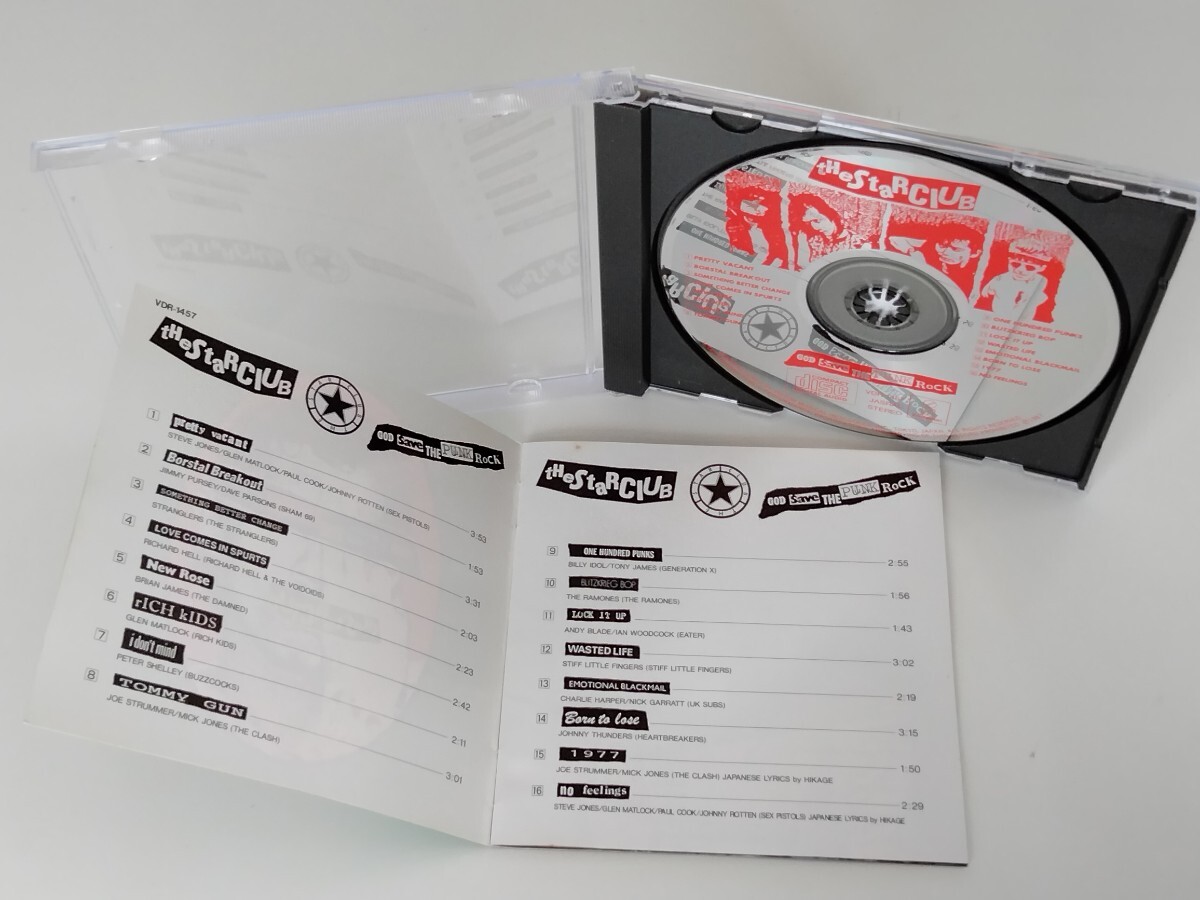 VDR-1457
tHeStaRClUB
GOD Save THE PUNK RocK
1 pretty vacant 3:53
STEVE JONES/GLEN MATLOCK/PAUL COOK/JOHNNY ROTTEN (SEX PISTOLS)
2 Borstal Breakout 1:53
JIMMY PURSEY/DAVE PARSONS (SHAM 69)
3 SOMETHING BETTER CHANGE 3:31
STRANGLERS (THE STRANGLERS)
4 LOVE COMES IN SPURTS 2:03
RICHARD HELL (RICHARD HELL & THE VOIDOIDS)
5 New Rose 2:23
BRIAN JAMES (THE DAMNED)
6 rICH kIDS 2:42
GLEN MATLOCK (RICH KIDS)
7 i don't mind 2:11
PETER SHELLEY (BUZZCOCKS)
8 TOMMY GUN 3:01
JOE STRUMMER/MICK JONES (THE CLASH)
tHeStaRClUB
GOD Save THE PUNK RocK
9 ONE HUNDRED PUNKS 2:55
BILLY IDOL/TONY JAMES (GENERATION X)
10 BLITZKRIEG BOP 1:56
THE RAMONES (THE RAMONES)
11 LOCK IT UP 1:43
ANDY BLADE/IAN WOODCOCK (EATER)
12 WASTED LIFE 3:02
STIFF LITTLE FINGERS (STIFF LITTLE FINGERS)
13 EMOTIONAL BLACKMAIL 2:19
CHARLIE HARPER/NICK GARRATT (UK SUBS)
14 Born to lose 3:15
JOHNNY THUNDERS (HEARTBREAKERS)
15 1977 1:50
JOE STRUMMER/MICK JONES (THE CLASH) JAPANESE LYRICS by HIKAGE
16 no feelings 2:29
STEVE JONES/GLEN MATLOCK/PAUL COOK/JOHNNY ROTTEN (SEX PISTOLS) JAPANESE LYRICS by HIKAGE
tHeStaRClUB
PRETTY VACANT
BORSTAL BREAKOUT
SOMETHING BETTER CHANGE
COMES IN SPURTS
ONE HUNDRED PUNKS
BLITZKRIEG BOP
LOCK IT UP
WASTED LIFE
EMOTIONAL BLACKMAIL
BORN TO LOSE
1977
NO FEELINGS
GOD Save THE PUNK RocK
disc
STEREO